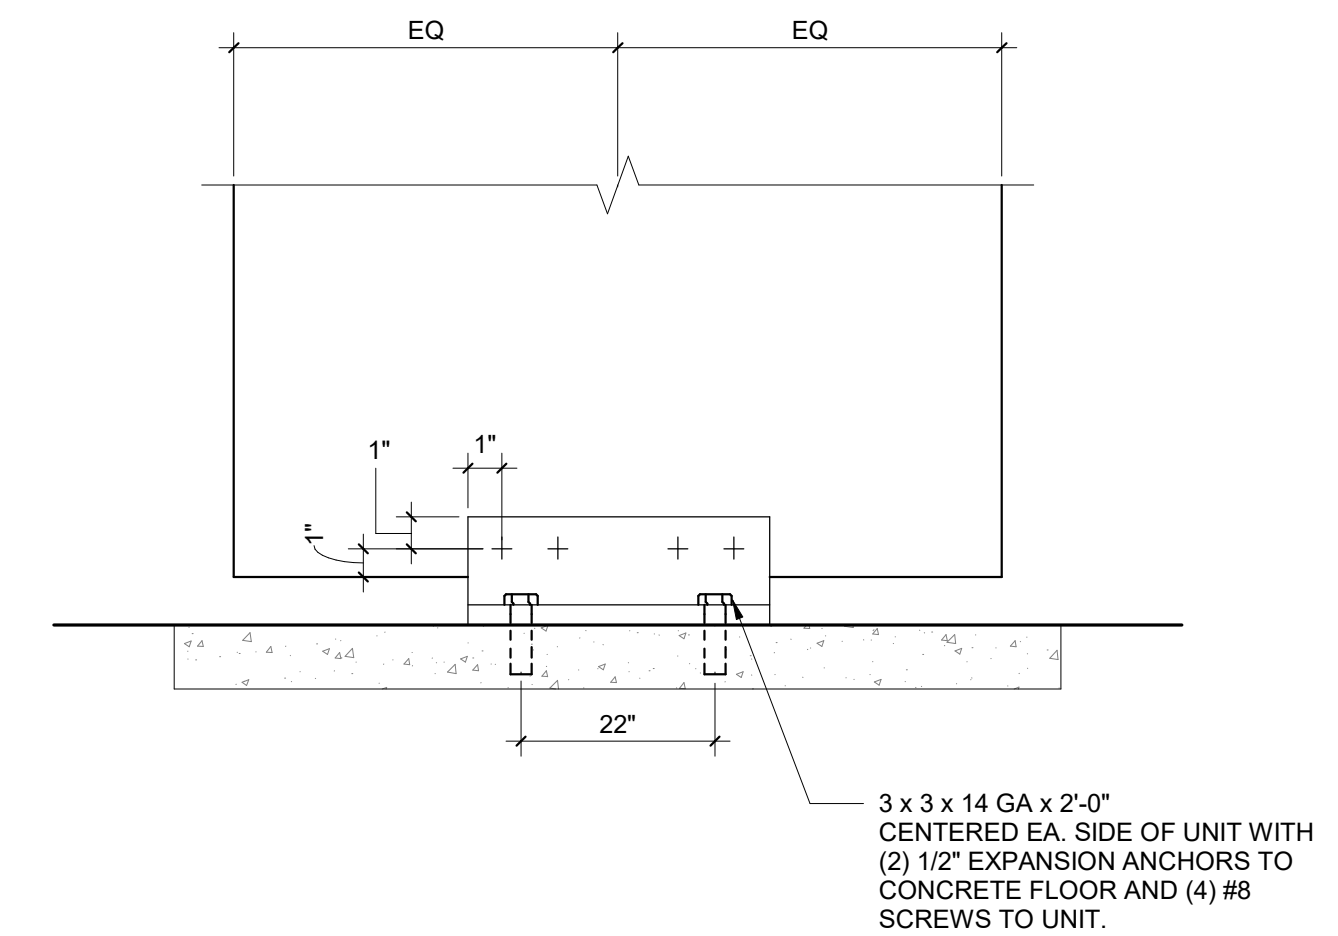 EQ
EQ
1"
1"
1"
22"
3 x 3 x 14 GA x 2'-0"
CENTERED EA. SIDE OF UNIT WITH
(2) 1/2" EXPANSION ANCHORS TO
CONCRETE FLOOR AND (4) #8
SCREWS TO UNIT.